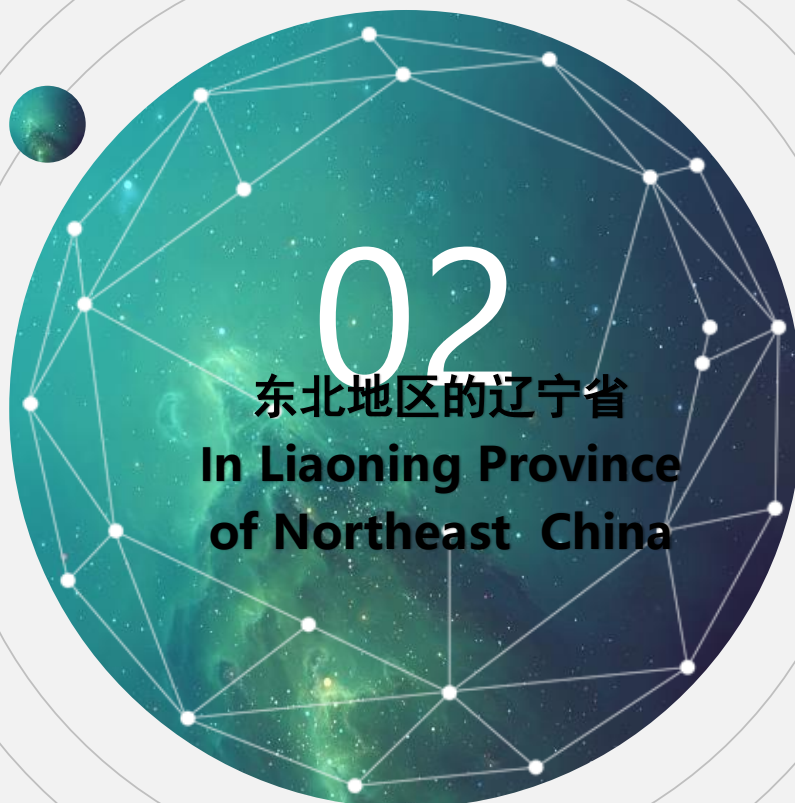 02
东北地区的辽宁省
In Liaoning Province
of Northeast China